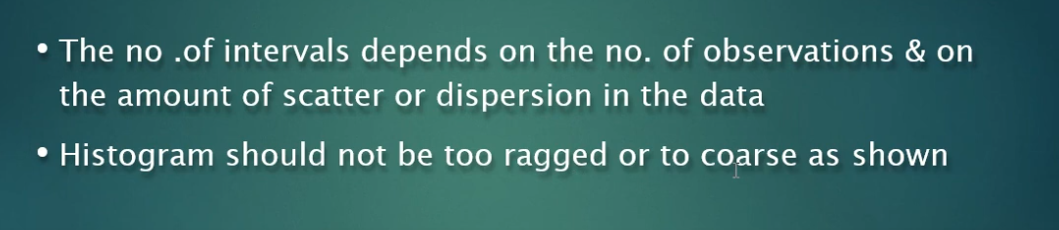 • The no .of intervals depends on the no. of observations & on
the amount of scatter or dispersion in the data
• Histogram should not be too ragged or to coarse as shown